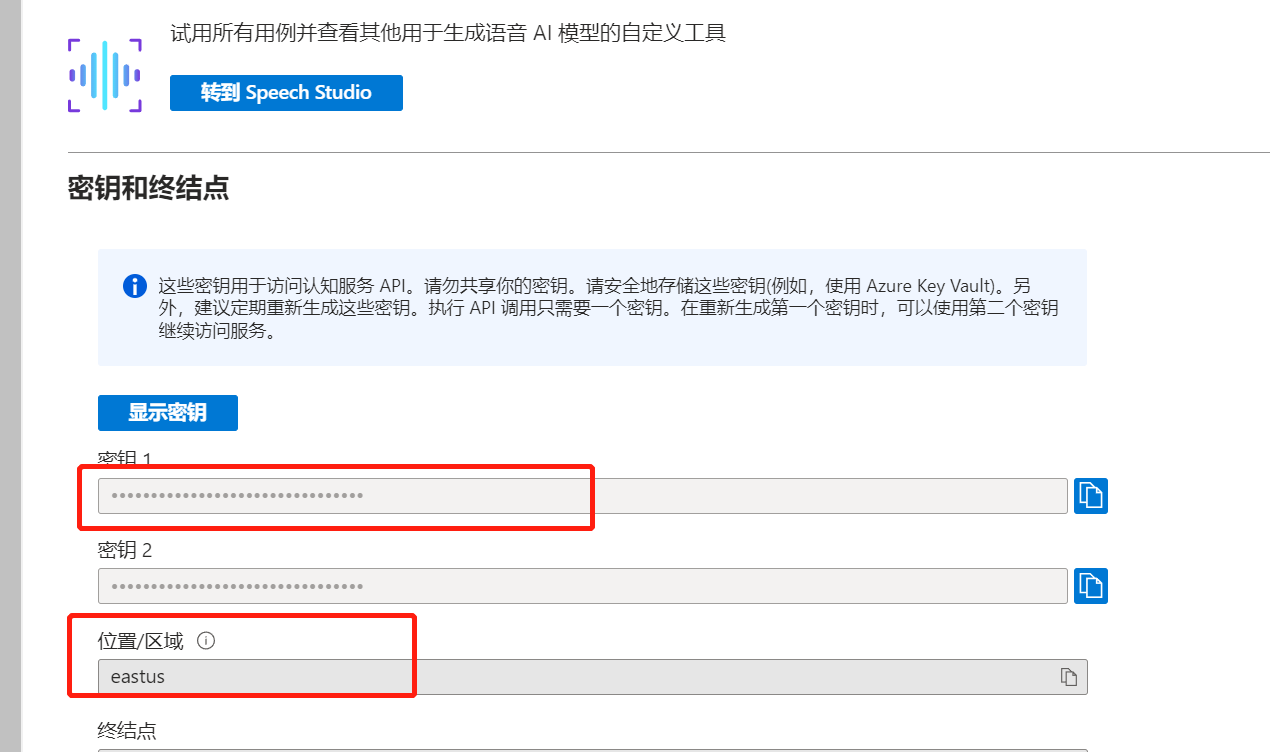 试用所有用例并查看其他用于生成语音 AI 模型的自定义工具
转到 Speech Studio
密钥和终结点
这些密钥用于访问认知服务 API。请勿共享你的密钥。请安全地存储这些密钥(例如，使用 Azure Key Vault)。另
外，建议定期重新生成这些密钥。执行 API 调用只需要一个密钥。在重新生成第一个密钥时，可以使用第二个密钥
继续访问服务。
显示密钥
密钥 1
••••••••••••••••••••••••••••••••
密钥 2
••••••••••••••••••••••••••••••••
位置/区域
eastus
终结点